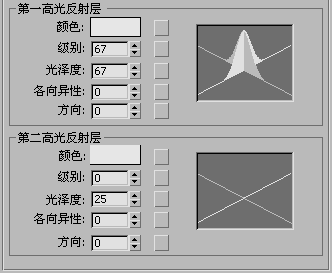 第一高光反射层
颜色:
级别: 67
光泽度: 67
各向异性: 0
方向: 0
第二高光反射层
颜色:
级别: 0
光泽度: 25
各向异性: 0
方向: 0